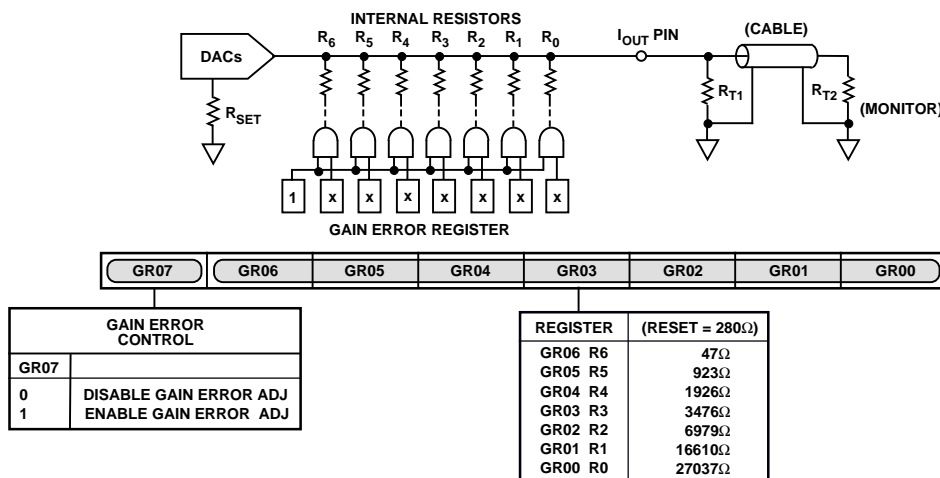 INTERNAL RESISTORS
DACs
R6 R5 R4 R3 R2 R1 R0
IOUT PIN
(CABLE)
RSET
RT1
RT2
(MONITOR)
1 x x x x x x x
GAIN ERROR REGISTER
GR07 GR06 GR05 GR04 GR03 GR02 GR01 GR00
GAIN ERROR
CONTROL
GR07
0 DISABLE GAIN ERROR ADJ
1 ENABLE GAIN ERROR ADJ
REGISTER (RESET = 280Ω)
GR06 R6 47Ω
GR05 R5 923Ω
GR04 R4 1926Ω
GR03 R3 3476Ω
GR02 R2 6979Ω
GR01 R1 16610Ω
GR00 R0 27037Ω